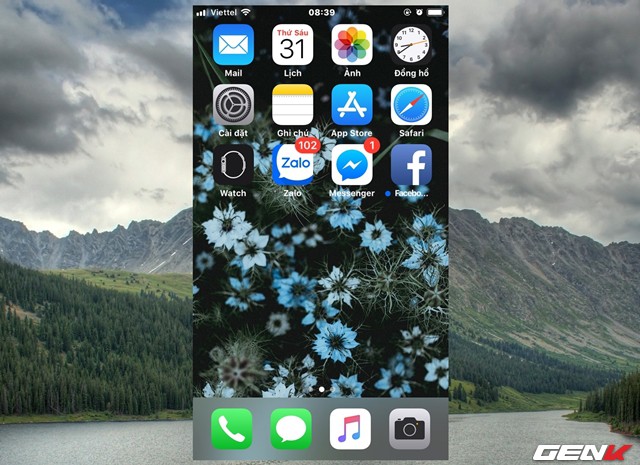 Viettel 08:39
Thứ Sáu
31
Mail Lịch Ảnh Đồng hồ
Cài đặt Ghi chú App Store Safari
102 1
Zalo
Watch Zalo Messenger Facebo...
GENK